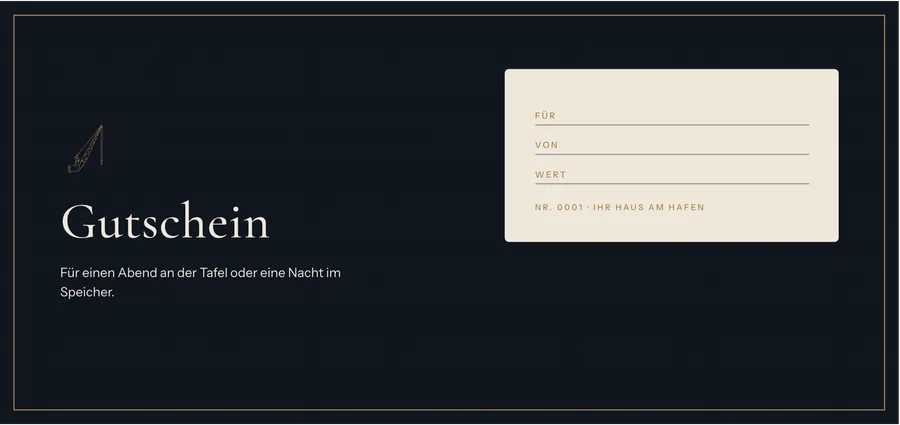 Gutschein
Für einen Abend an der Tafel oder eine Nacht im
Speicher.
FÜR
VON
WERT
NR. 0001 · IHR HAUS AM HAFEN